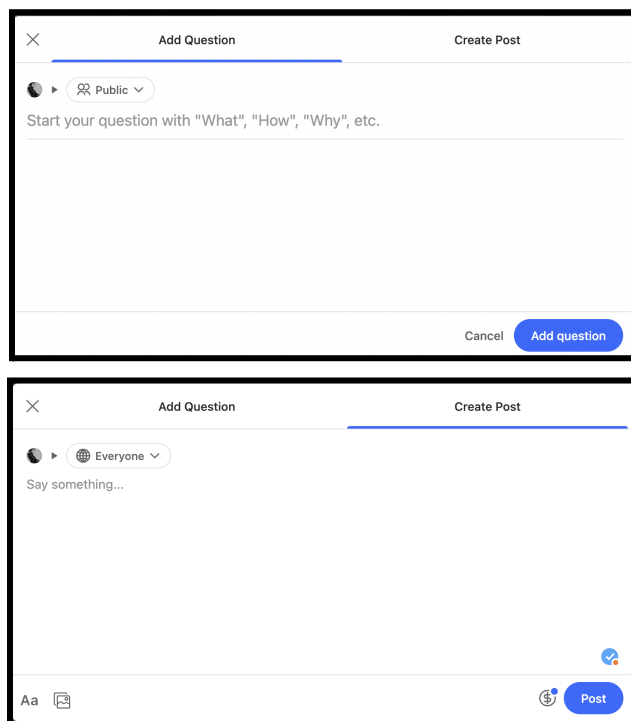 Add Question Create Post
Public
Start your question with "What", "How", "Why", etc.
Cancel Add question
Add Question Create Post
Everyone
Say something...
Aa Post